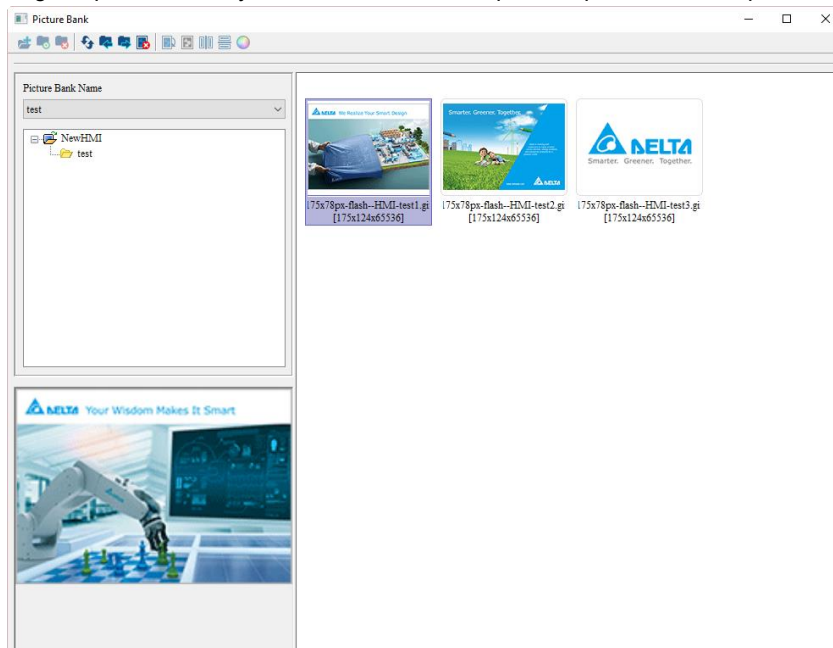 Picture Bank
Picture Bank Name
test
NewHMI
test
DELTA Your Wisdom Makes It Smart
DELTA We Realize Your Smart Design
175x78px-flash--HMI-test1.gi
[175x124x65536]
Smarter. Greener. Together.
DELTA
175x78px-flash--HMI-test2.gi
[175x124x65536]
DELTA
Smarter. Greener. Together.
175x78px-flash--HMI-test3.gi
[175x124x65536]